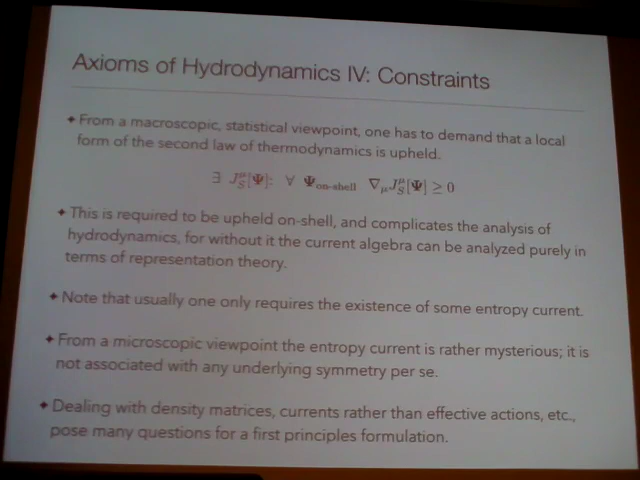 Axioms of Hydrodynamics IV: Constraints
✦ From a macroscopic, statistical viewpoint, one has to demand that a local
form of the second law of thermodynamics is upheld.
∃ J_S^μ[Ψ]: ∀ Ψ_on-shell ∇_μ J_S^μ[Ψ] ≥ 0
✦ This is required to be upheld on-shell, and complicates the analysis of
hydrodynamics, for without it the current algebra can be analyzed purely in
terms of representation theory.
✦ Note that usually one only requires the existence of some entropy current.
✦ From a microscopic viewpoint the entropy current is rather mysterious; it is
not associated with any underlying symmetry per se.
✦ Dealing with density matrices, currents rather than effective actions, etc.,
pose many questions for a first principles formulation.